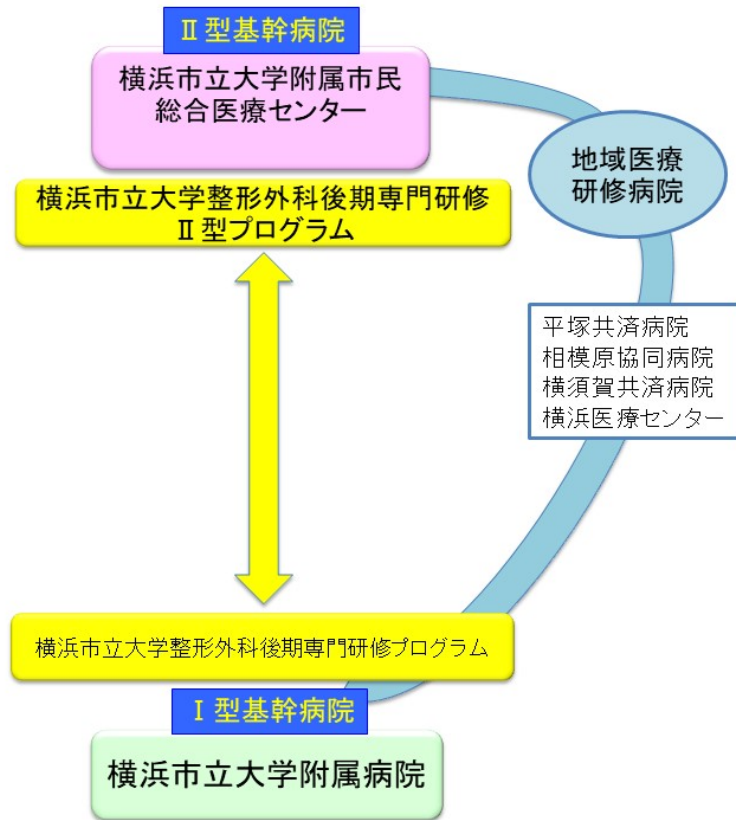 Ⅱ型基幹病院
横浜市立大学附属市民
総合医療センター
横浜市立大学整形外科後期専門研修
Ⅱ型プログラム
地域医療
研修病院
平塚共済病院
相模原協同病院
横須賀共済病院
横浜医療センター
横浜市立大学整形外科後期専門研修プログラム
Ⅰ型基幹病院
横浜市立大学附属病院